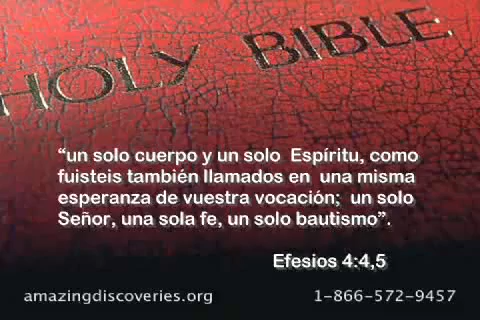 HOLY BIBLE
“un solo cuerpo y un solo Espíritu, como
fuisteis también llamados en una misma
esperanza de vuestra vocación; un solo
Señor, una sola fe, un solo bautismo”.
Efesios 4:4,5
amazingdiscoveries.org 1-866-572-9457